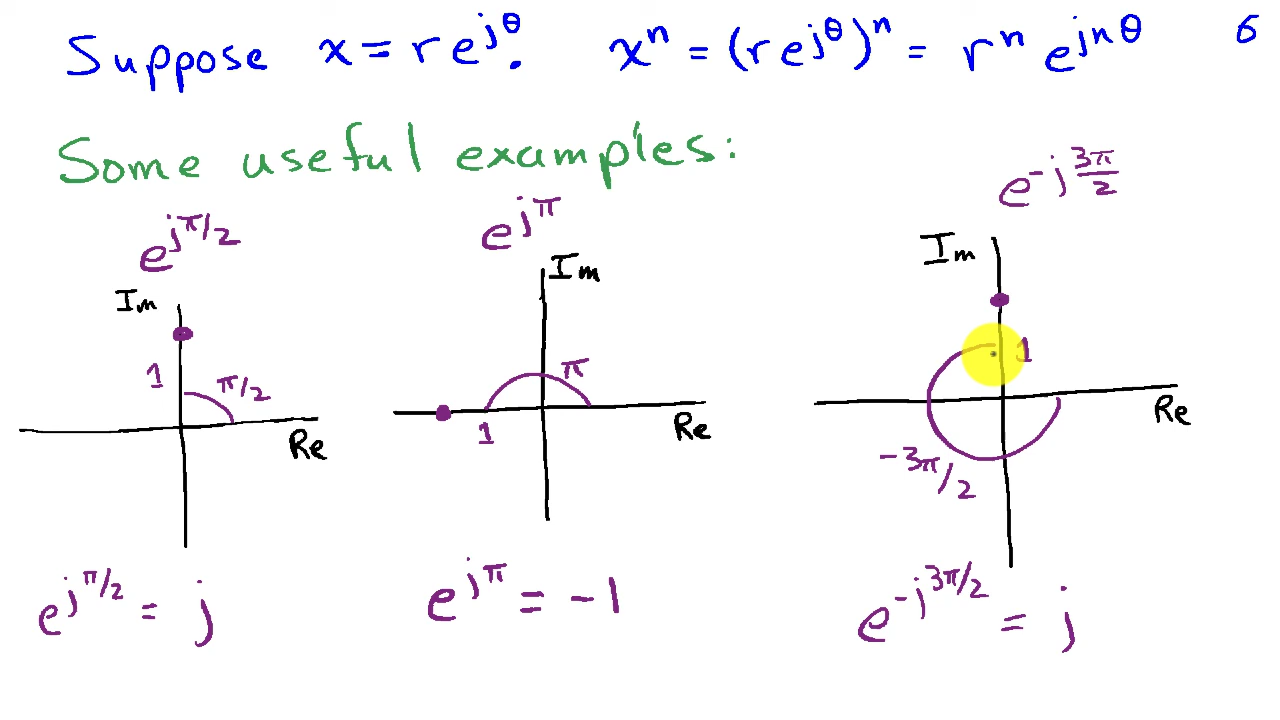 Suppose x = re^{jθ}. x^n = (re^{jθ})^n = r^n e^{jnθ} 6
Some useful examples:
e^{jπ/2}
Im
1
π/2
Re
e^{jπ/2} = j
e^{jπ}
Im
π
1
Re
e^{jπ} = -1
e^{-j3π/2}
Im
1
Re
-3π/2
e^{-j3π/2} = j